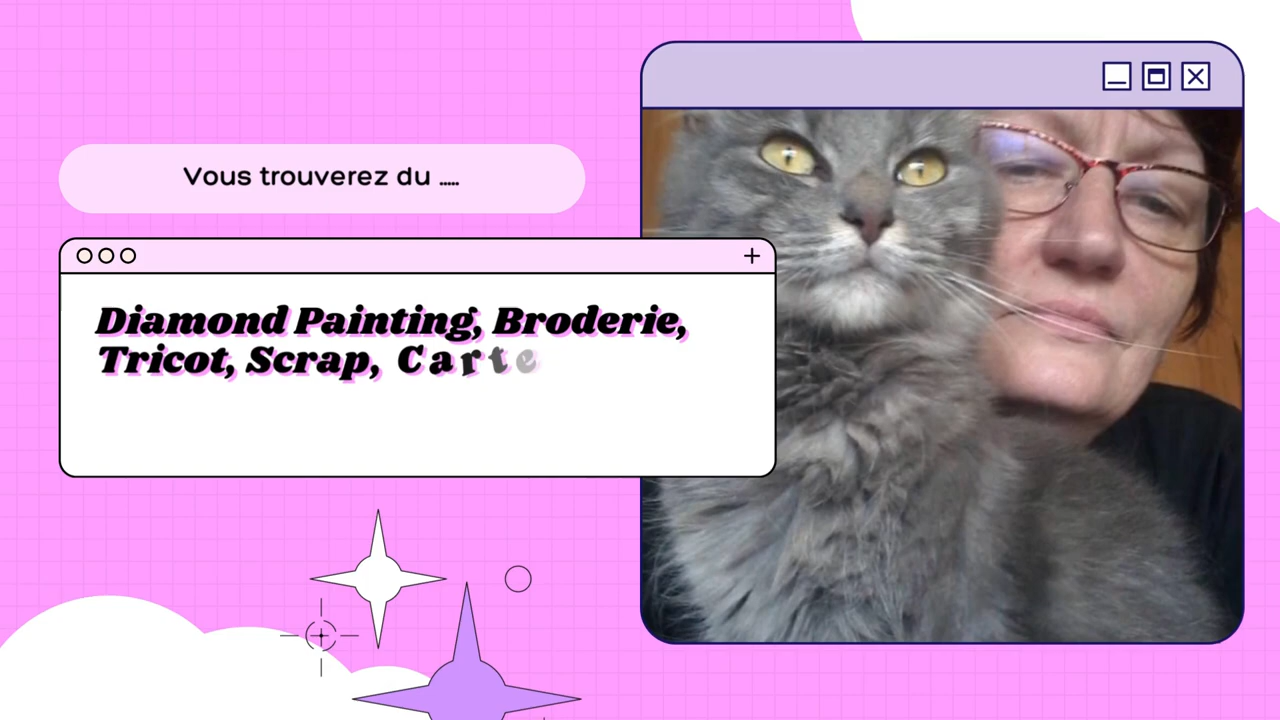 Vous trouverez du .....
Diamond Painting, Broderie,
Tricot, Scrap, Carte